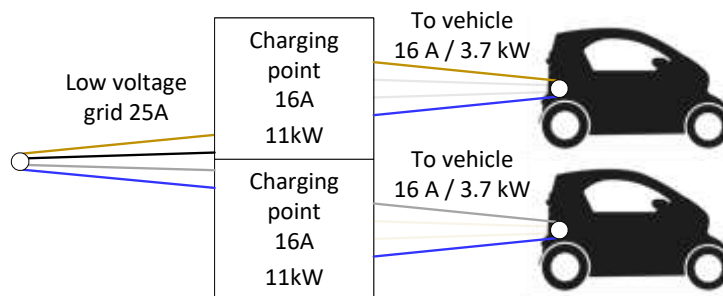 Low voltage
grid 25A
Charging
point
16A
11kW
To vehicle
16 A / 3.7 kW
Charging
point
16A
11kW
To vehicle
16 A / 3.7 kW